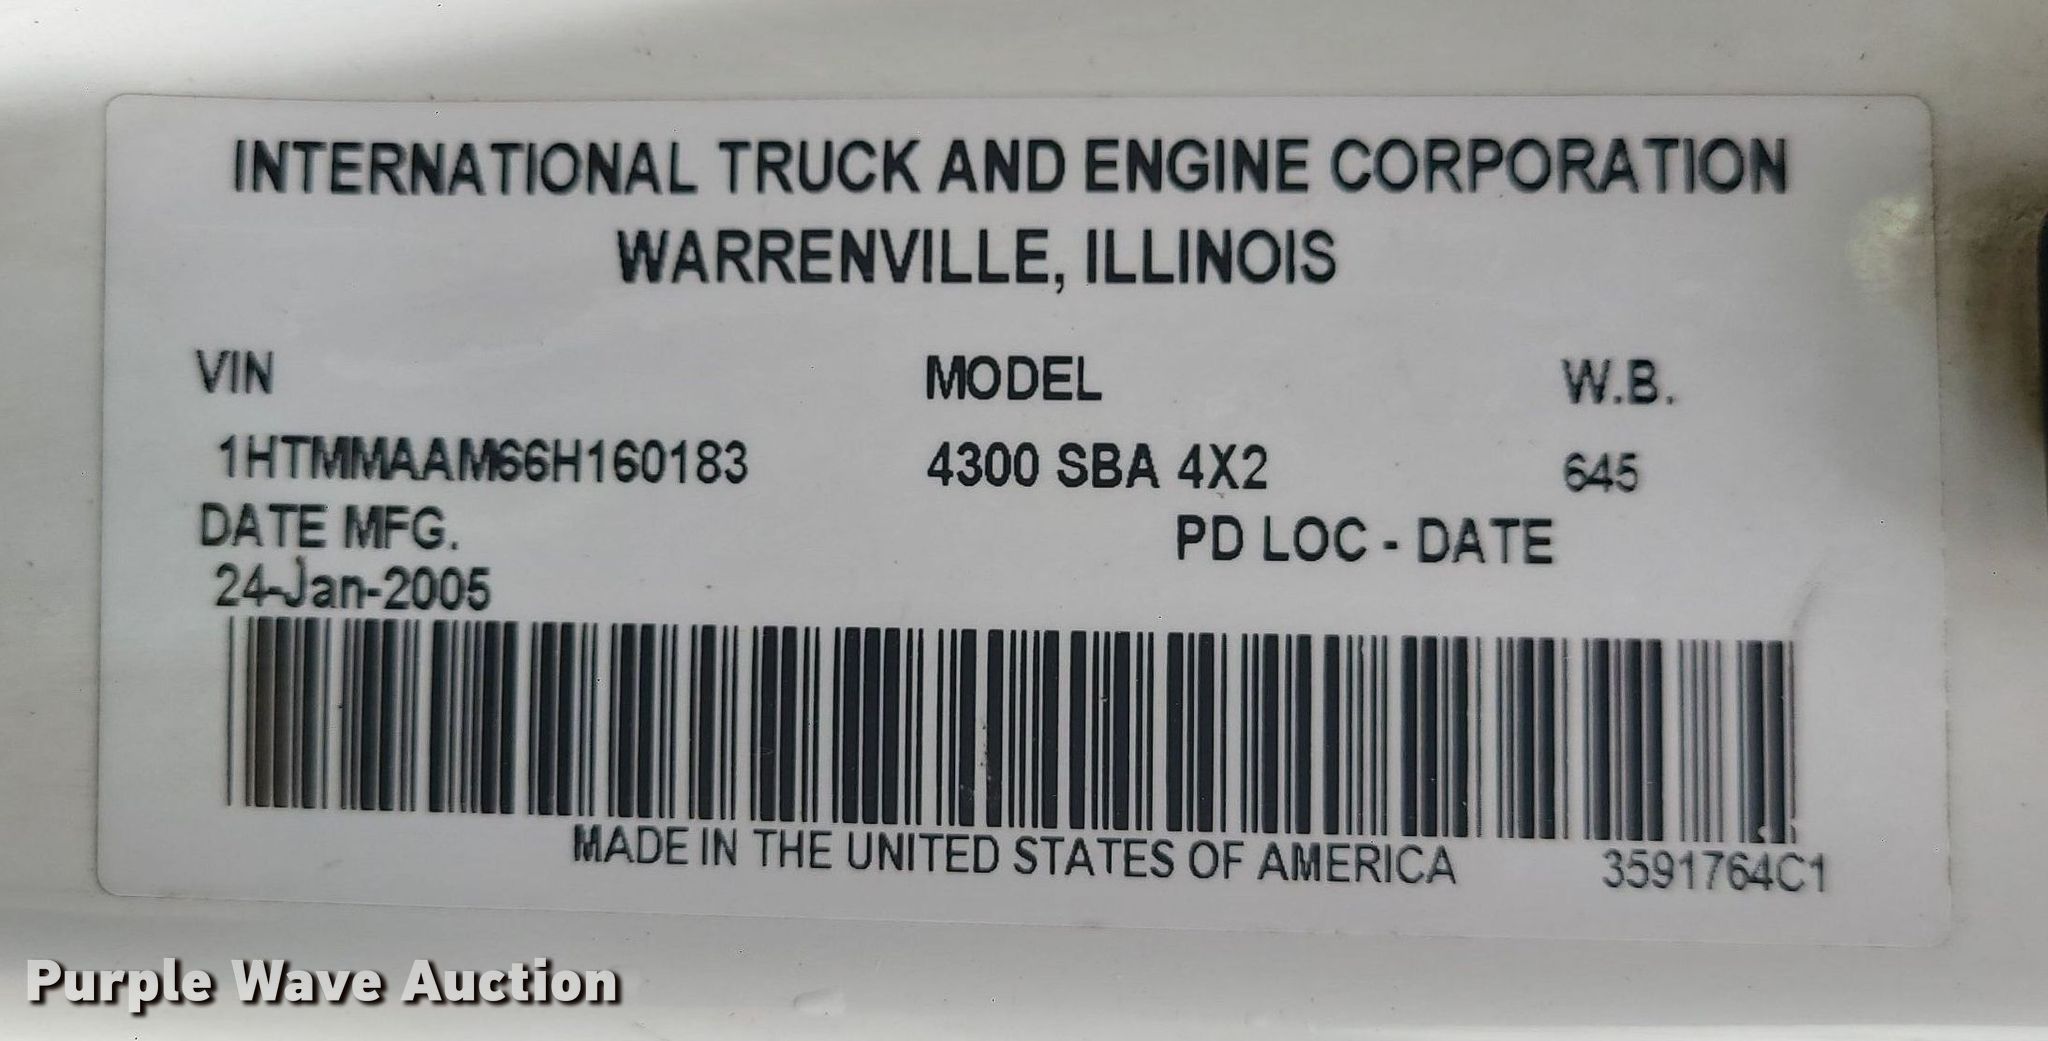 INTERNATIONAL TRUCK AND ENGINE CORPORATION
WARRENVILLE, ILLINOIS
VIN MODEL W.B.
1HTMMAAM66H160183 4300 SBA 4X2 645
DATE MFG. PD LOC - DATE
24-Jan-2005
MADE IN THE UNITED STATES OF AMERICA 3591764C1
Purple Wave Auction